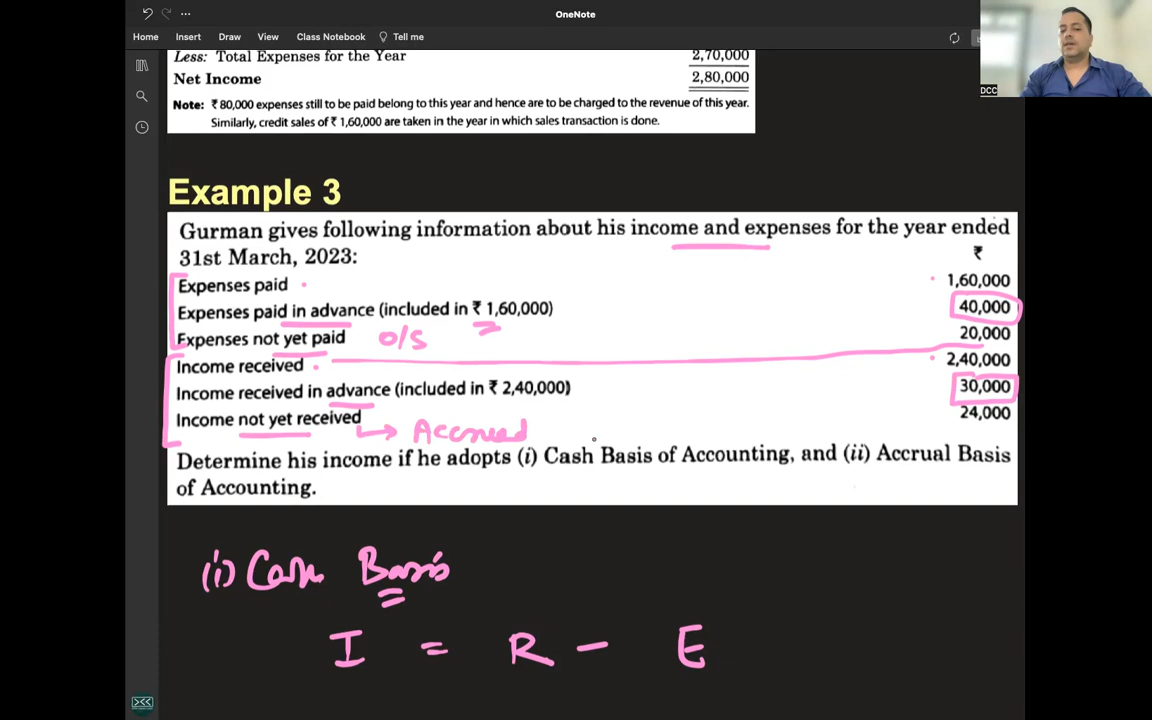 OneNote
Home Insert Draw View Class Notebook Tell me
DCC
Less: Total Expenses for the Year 2,70,000
Net Income 2,80,000
Note: ₹ 80,000 expenses still to be paid belong to this year and hence are to be charged to the revenue of this year.
Similarly, credit sales of ₹ 1,60,000 are taken in the year in which sales transaction is done.
Example 3
Gurman gives following information about his income and expenses for the year ended
31st March, 2023: ₹
Expenses paid 1,60,000
Expenses paid in advance (included in ₹ 1,60,000) 40,000
Expenses not yet paid O/S 20,000
Income received 2,40,000
Income received in advance (included in ₹ 2,40,000) 30,000
Income not yet received 24,000
Accrued
Determine his income if he adopts (i) Cash Basis of Accounting, and (ii) Accrual Basis
of Accounting.
(i) Cash Basis
I = R - E